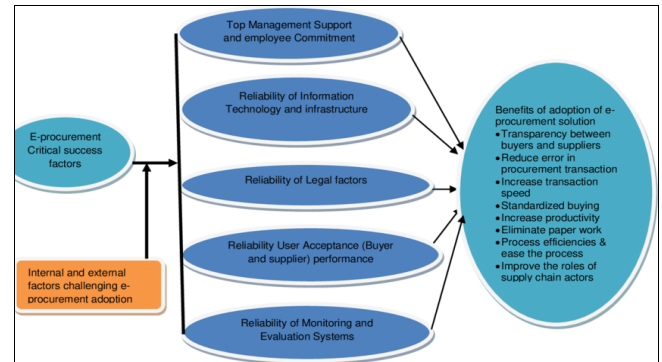 Top Management Support
and employee Commitment
Reliability of Information
Technology and infrastructure
E-procurement
Critical success
factors
Reliability of Legal factors
Reliability User Acceptance (Buyer
and supplier) performance
Internal and external
factors challenging e-
procurement adoption
Reliability of Monitoring and
Evaluation Systems
Benefits of adoption of e-
procurement solution
• Transparency between
buyers and suppliers
• Reduce error in
procurement transaction
• Increase transaction
speed
• Standardized buying
• Increase productivity
• Eliminate paper work
• Process efficiencies &
ease the process
• Improve the roles of
supply chain actors